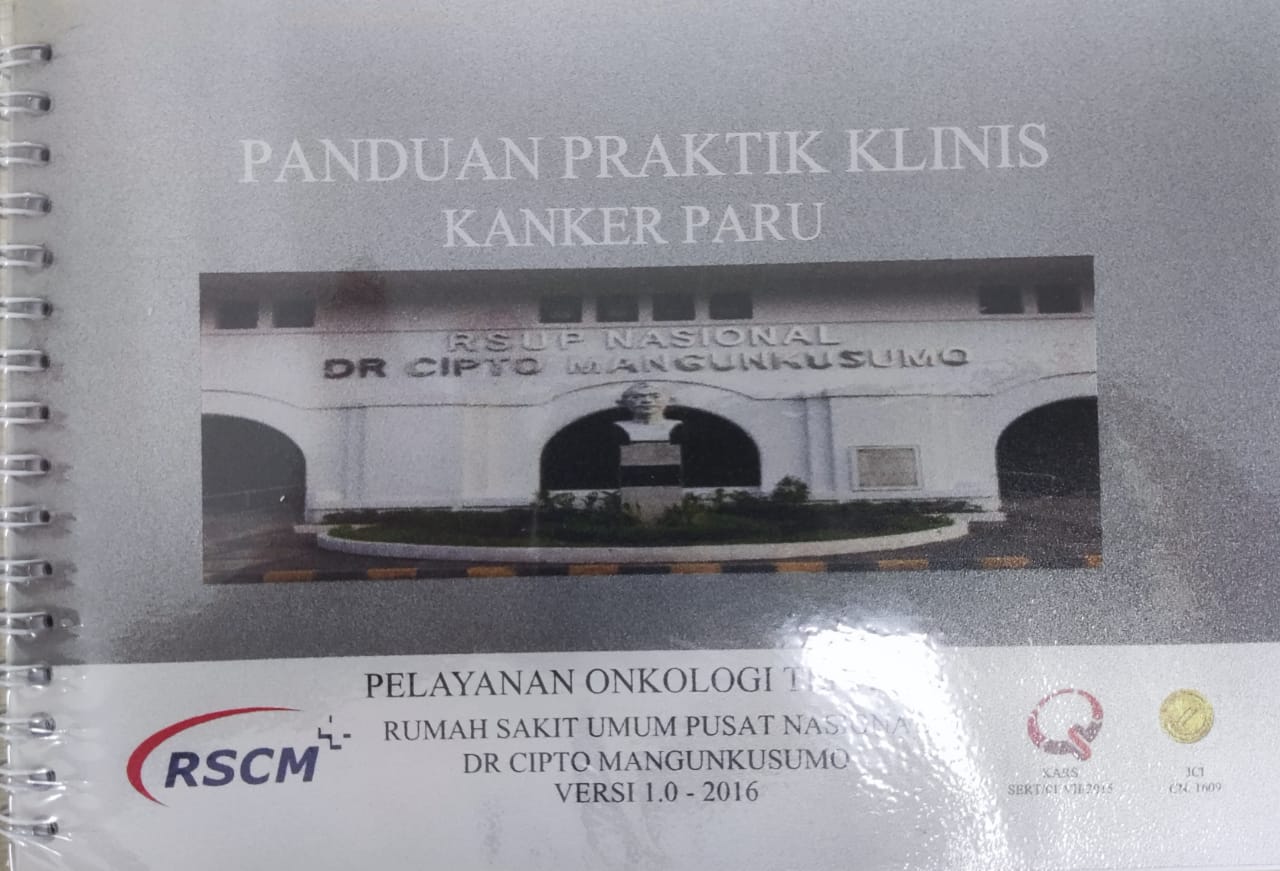 PANDUAN PRAKTIK KLINIS
KANKER PARU
RSUP NASIONAL
DR CIPTO MANGUNKUSUMO
PELAYANAN ONKOLOGI
RUMAH SAKIT UMUM PUSAT NASIONA
DR CIPTO MANGUNKUSUMO
VERSI 1.0 - 2016
RSCM
KARS
JCI